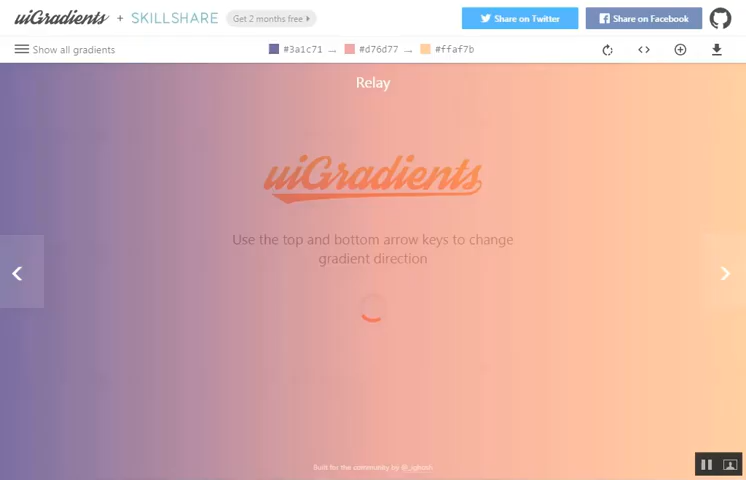 uiGradients + SKILLSHARE Get 2 months free
Share on Twitter Share on Facebook
Show all gradients
#3a1c71 → #d76d77 → #ffaf7b
Relay
uiGradients
Use the top and bottom arrow keys to change
gradient direction
Built for the community by @_ighosh